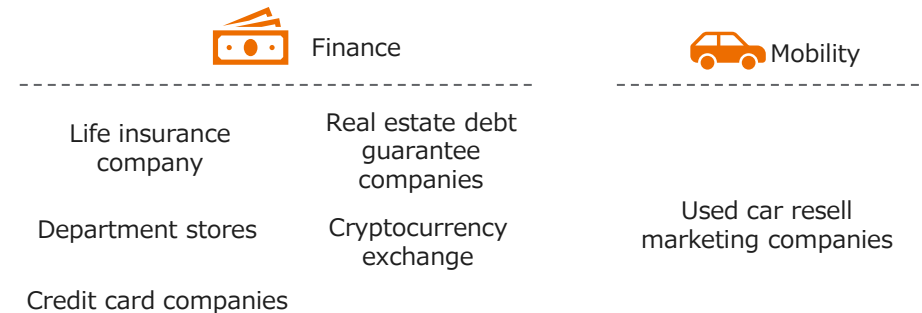 Finance
Life insurance
company
Department stores
Credit card companies
Real estate debt
guarantee
companies
Cryptocurrency
exchange
Mobility
Used car resell
marketing companies